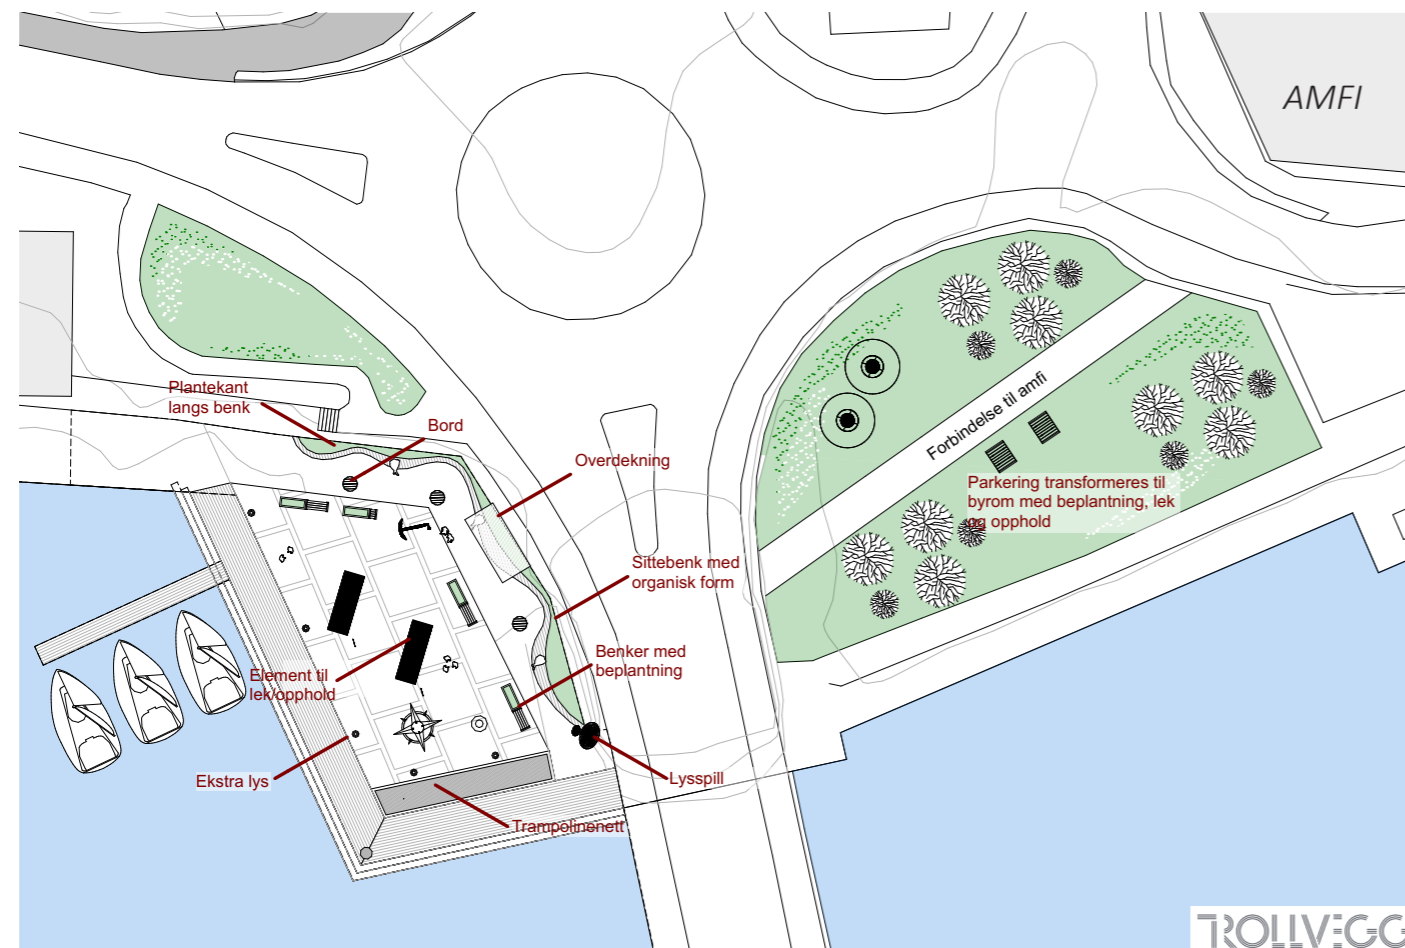 AMFI
Plantekant
langs benk
Bord
Overdekning
Forbindelse til amfi
Parkering transformeres til
byrom med beplantning, lek
og opphold
Sittebenk med
organisk form
Benker med
beplantning
Element til
lek/opphold
Ekstra lys
Lysspill
Trampolinenett
TROLLVEGG